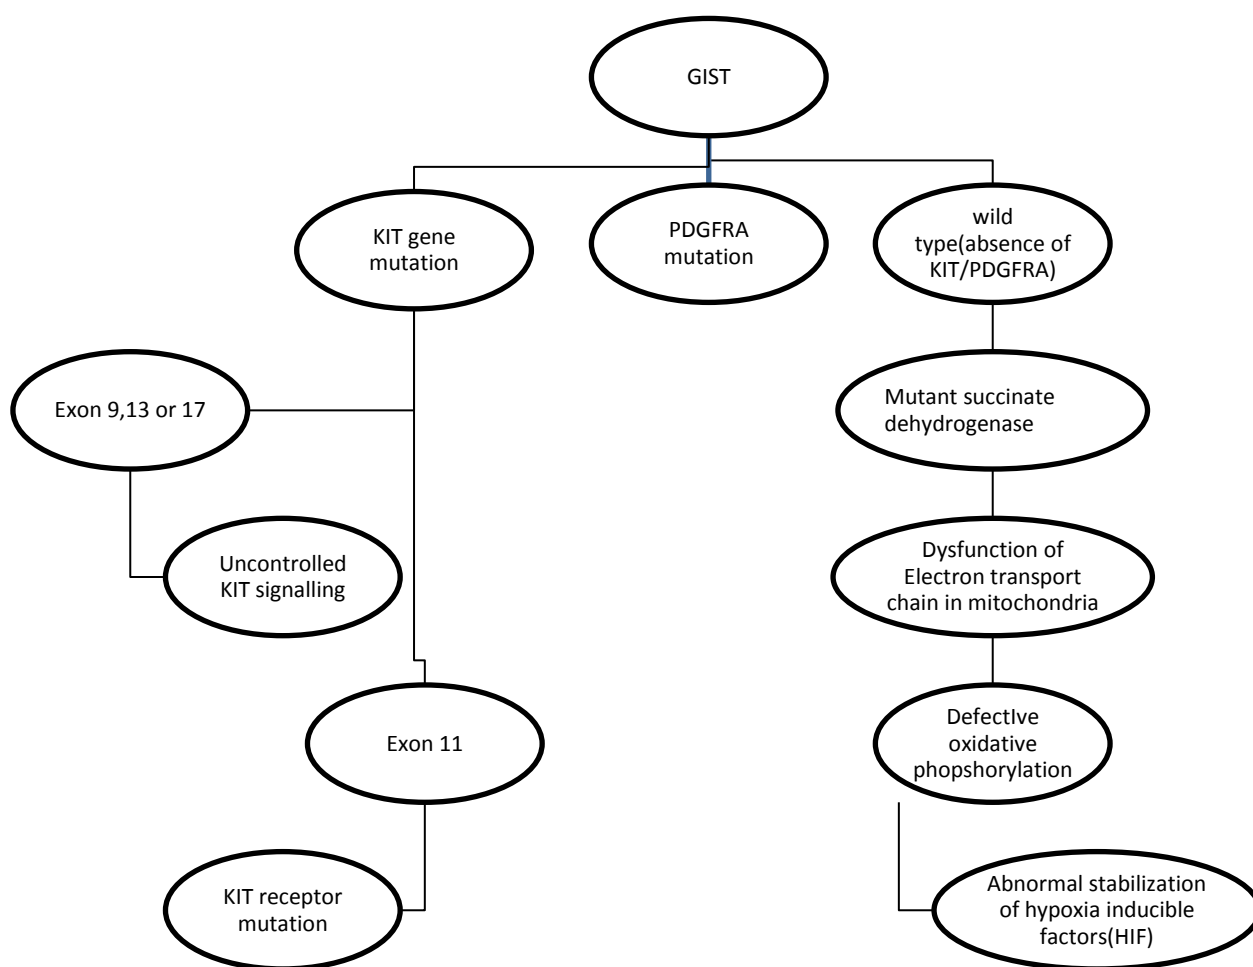 GIST
KIT gene
mutation
PDGFRA
mutation
wild
type(absence of
KIT/PDGFRA)
Exon 9,13 or 17
Mutant succinate
dehydrogenase
Uncontrolled
KIT signalling
Dysfunction of
Electron transport
chain in mitochondria
Exon 11
DefectIve
oxidative
phopshorylation
KIT receptor
mutation
Abnormal stabilization
of hypoxia inducible
factors(HIF)